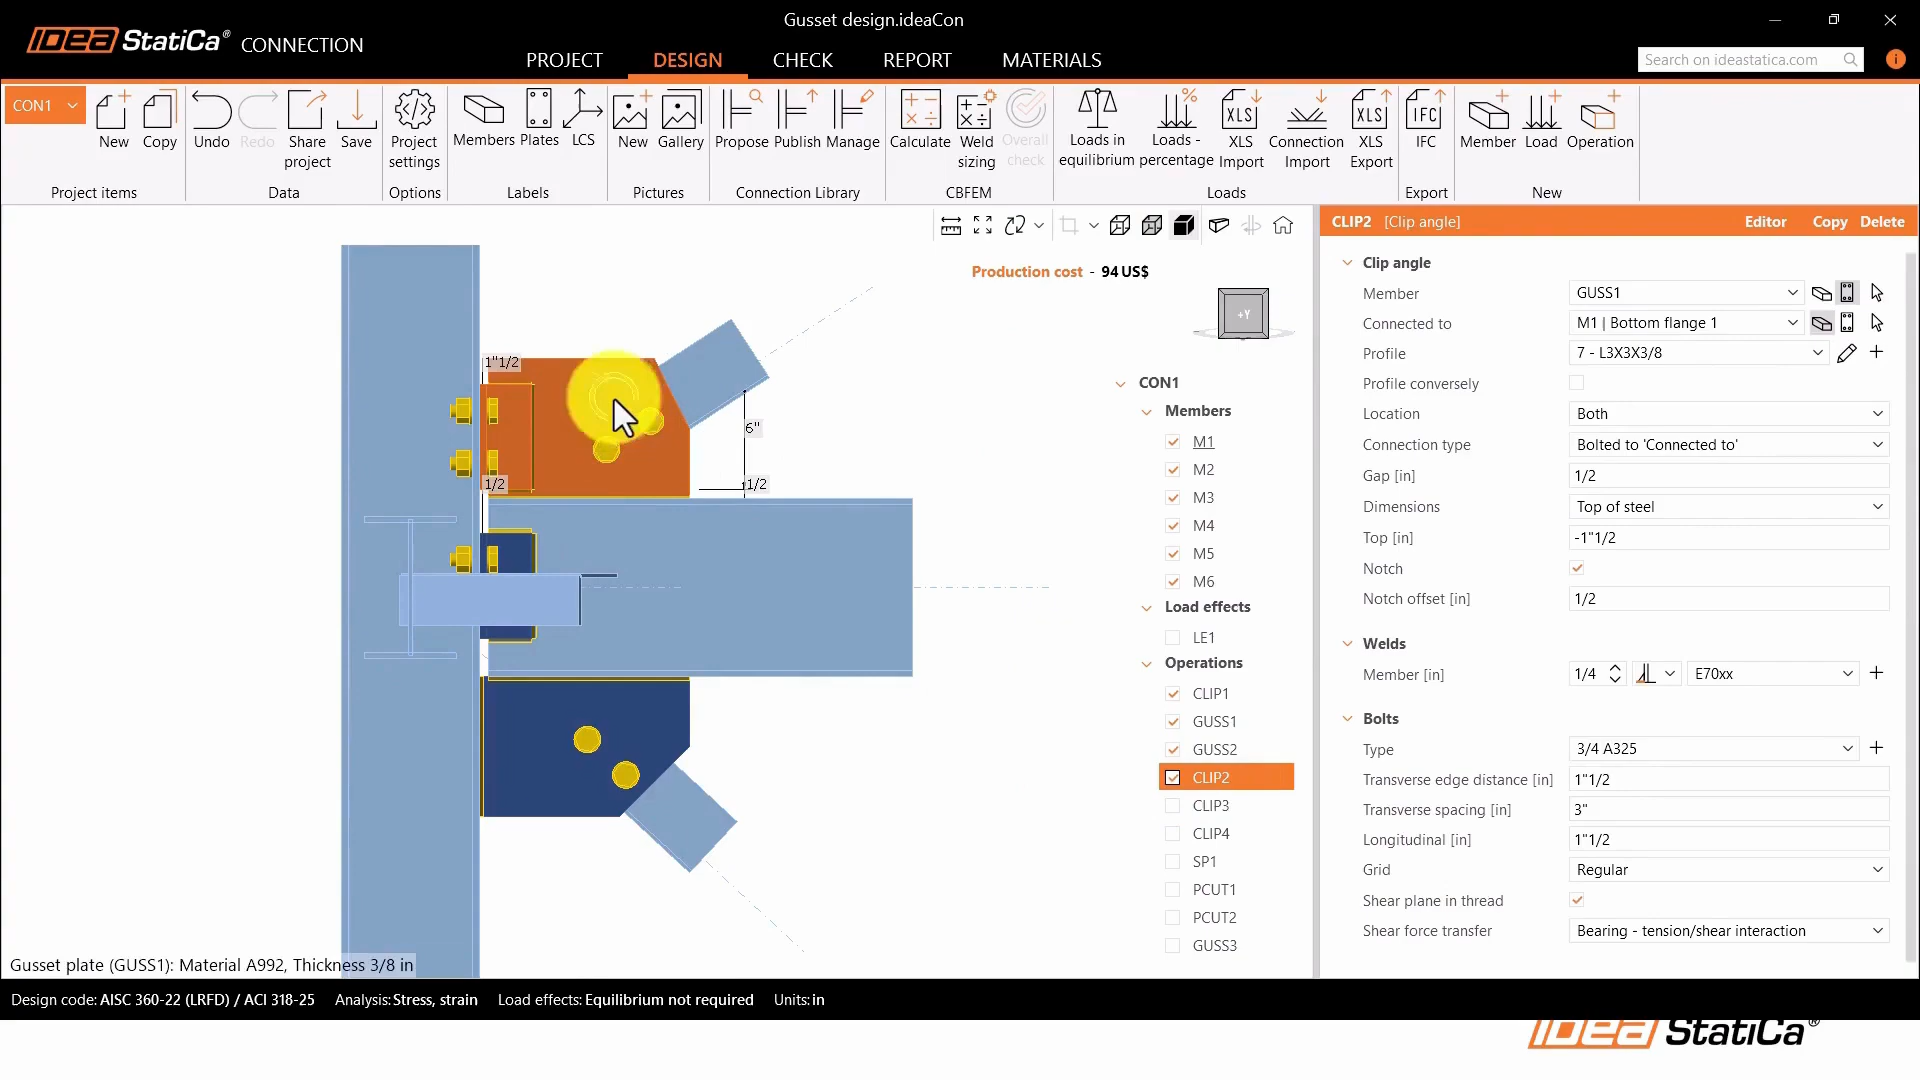 Gusset design.ideaCon
IDEA StatiCa® CONNECTION
PROJECT DESIGN CHECK REPORT MATERIALS
Search on ideastatica.com
CON1
New Copy Undo Redo Share project Save Project settings Members Plates LCS New Gallery Propose Publish Manage Calculate Weld sizing Overall check Loads in equilibrium Loads - percentage XLS Import Connection Import XLS Export IFC Member Load Operation
Project items Data Options Labels Pictures Connection Library CBFEM Loads Export New
Production cost - 94 US$
+Y
1"1/2
6"
1/2
1/2
CON1
Members
M1
M2
M3
M4
M5
M6
Load effects
LE1
Operations
CLIP1
GUSS1
GUSS2
CLIP2
CLIP3
CLIP4
SP1
PCUT1
PCUT2
GUSS3
CLIP2 [Clip angle] Editor Copy Delete
Clip angle
Member GUSS1
Connected to M1 | Bottom flange 1
Profile 7 - L3X3X3/8
Profile conversely
Location Both
Connection type Bolted to 'Connected to'
Gap [in] 1/2
Dimensions Top of steel
Top [in] -1"1/2
Notch
Notch offset [in] 1/2
Welds
Member [in] 1/4 E70xx
Bolts
Type 3/4 A325
Transverse edge distance [in] 1"1/2
Transverse spacing [in] 3"
Longitudinal [in] 1"1/2
Grid Regular
Shear plane in thread
Shear force transfer Bearing - tension/shear interaction
Gusset plate (GUSS1): Material A992, Thickness 3/8 in
Design code: AISC 360-22 (LRFD) / ACI 318-25 Analysis: Stress, strain Load effects: Equilibrium not required Units: in
IDEA StatiCa®